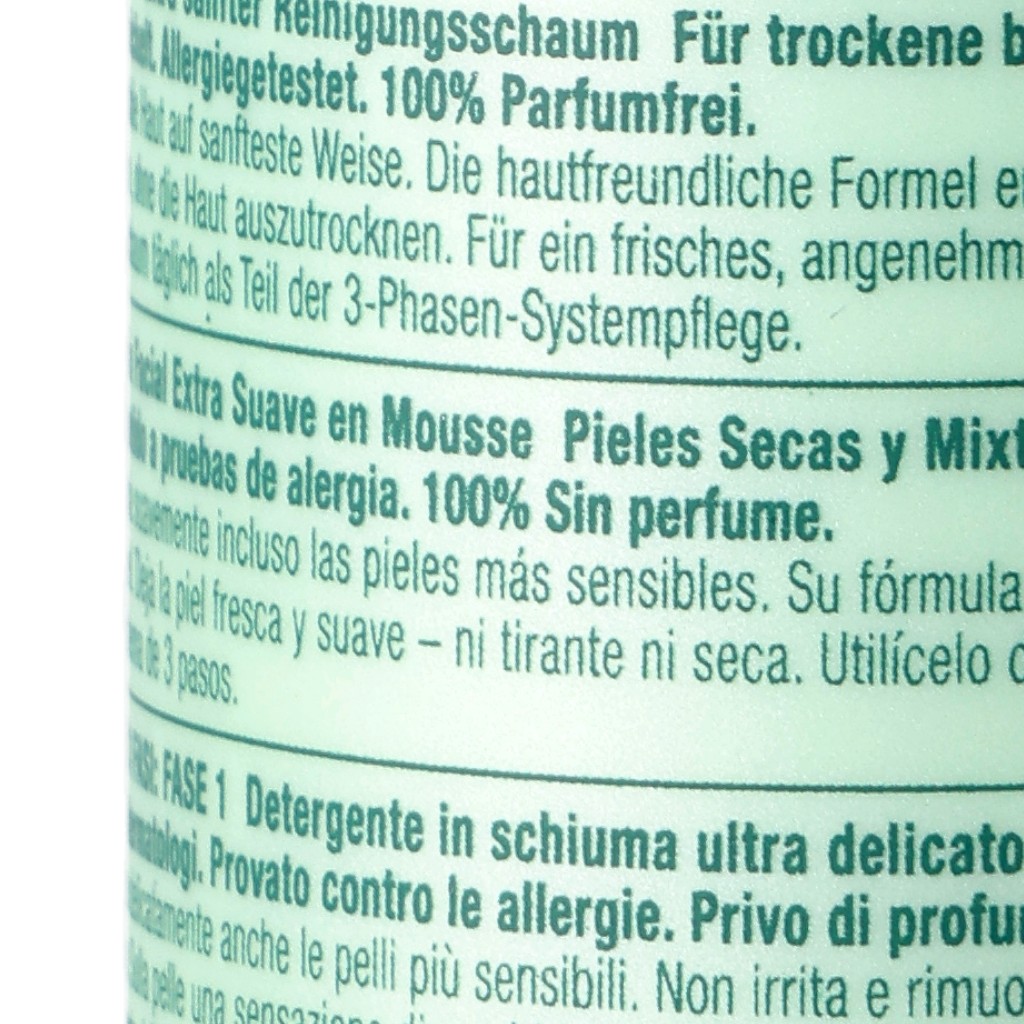 sanfter Reinigungsschaum Für trockene b
Allergiegetestet. 100% Parfumfrei.
Haut auf sanfteste Weise. Die hautfreundliche Formel
die Haut auszutrocknen. Für ein frisches, angenehm
täglich als Teil der 3-Phasen-Systempflege.
Facial Extra Suave en Mousse Pieles Secas y Mixt
a pruebas de alergia. 100% Sin perfume.
incluso las pieles más sensibles. Su fórmula
Deja la piel fresca y suave – ni tirante ni seca. Utilícelo
de 3 pasos.
FASE 1 Detergente in schiuma ultra delicato
Provato contro le allergie. Privo di profu
anche le pelli più sensibili. Non irrita e rimuo
pelle una sensazione di